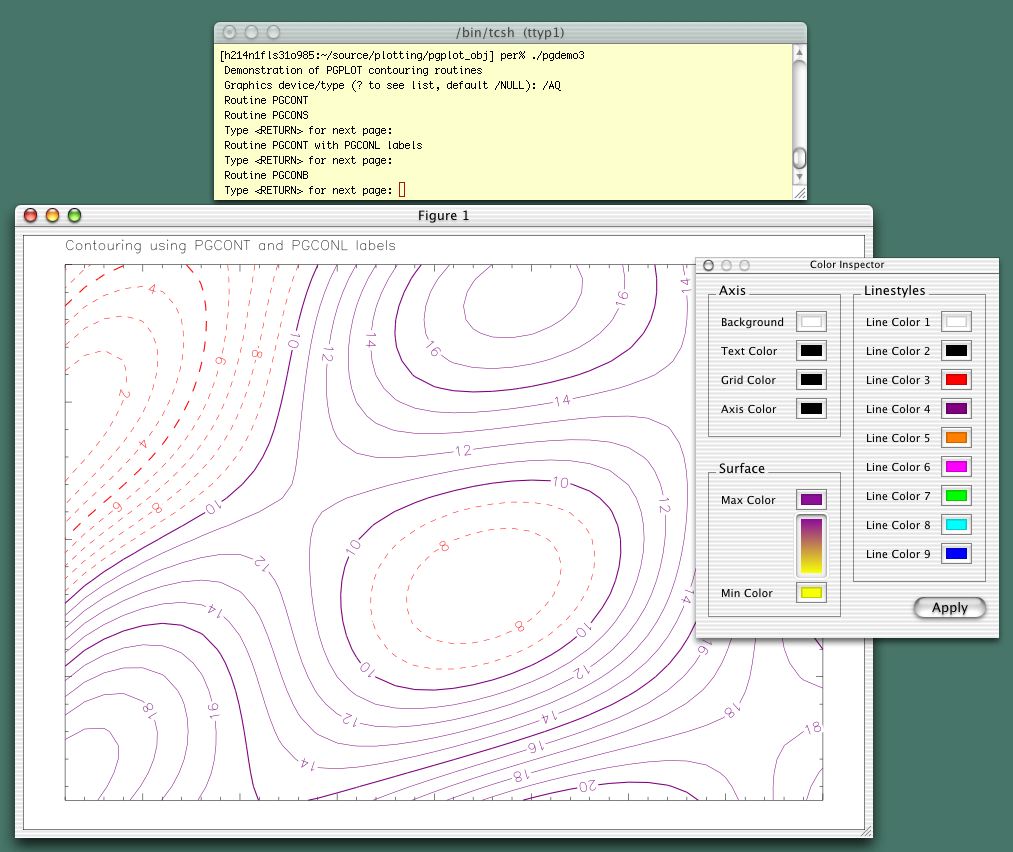 /bin/tcsh (ttyp1)
[h214n1fls31o985:~/source/plotting/pgplot_obj] per% ./pgdemo3
Demonstration of PGPLOT contouring routines
Graphics device/type (? to see list, default /NULL): /AQ
Routine PGCONT
Routine PGCONS
Type <RETURN> for next page:
Routine PGCONT with PGCONL labels
Type <RETURN> for next page:
Routine PGCONB
Type <RETURN> for next page:
Figure 1
Contouring using PGCONT and PGCONL labels
4
2
4
6
8
6
8
10
10
12
14
16
16
14
14
12
12
10
10
8
8
10
10
12
14
12
12
14
16
18
14
14
16
18
20
16
18
18
Color Inspector
Axis
Background
Text Color
Grid Color
Axis Color
Surface
Max Color
Min Color
Linestyles
Line Color 1
Line Color 2
Line Color 3
Line Color 4
Line Color 5
Line Color 6
Line Color 7
Line Color 8
Line Color 9
Apply